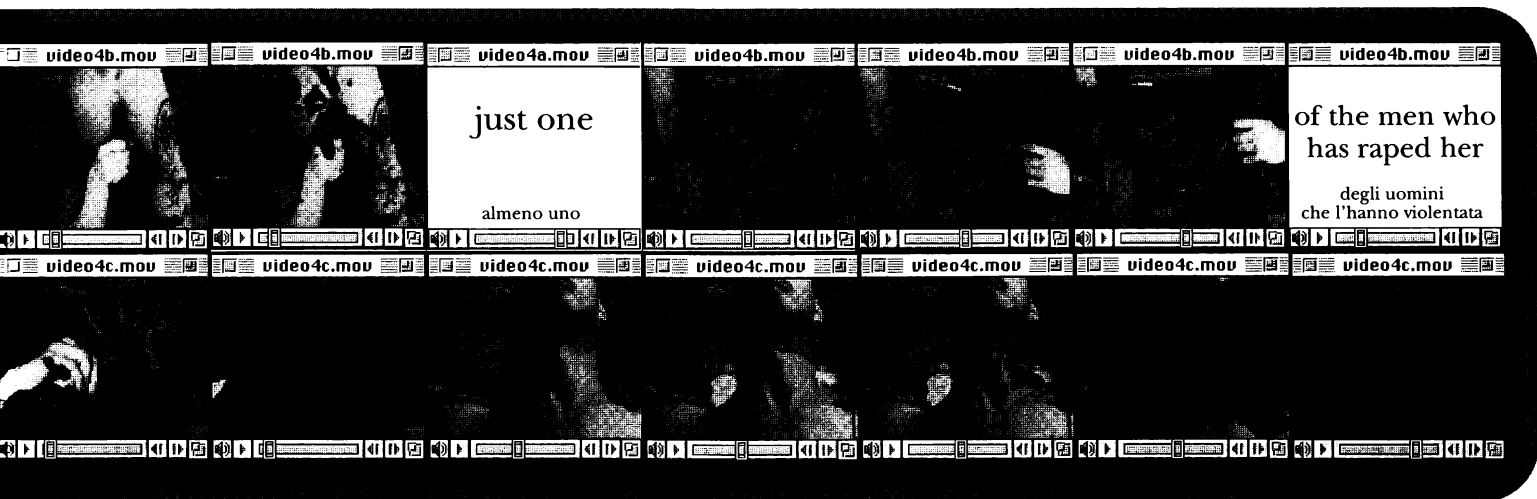 video4b.mov
video4b.mov
video4a.mov
video4b.mov
video4b.mov
video4b.mov
video4b.mov
just one
almeno uno
of the men who
has raped her
degli uomini
che l'hanno violentata
video4c.mov
video4c.mov
video4c.mov
video4c.mov
video4c.mov
video4c.mov
video4c.mov